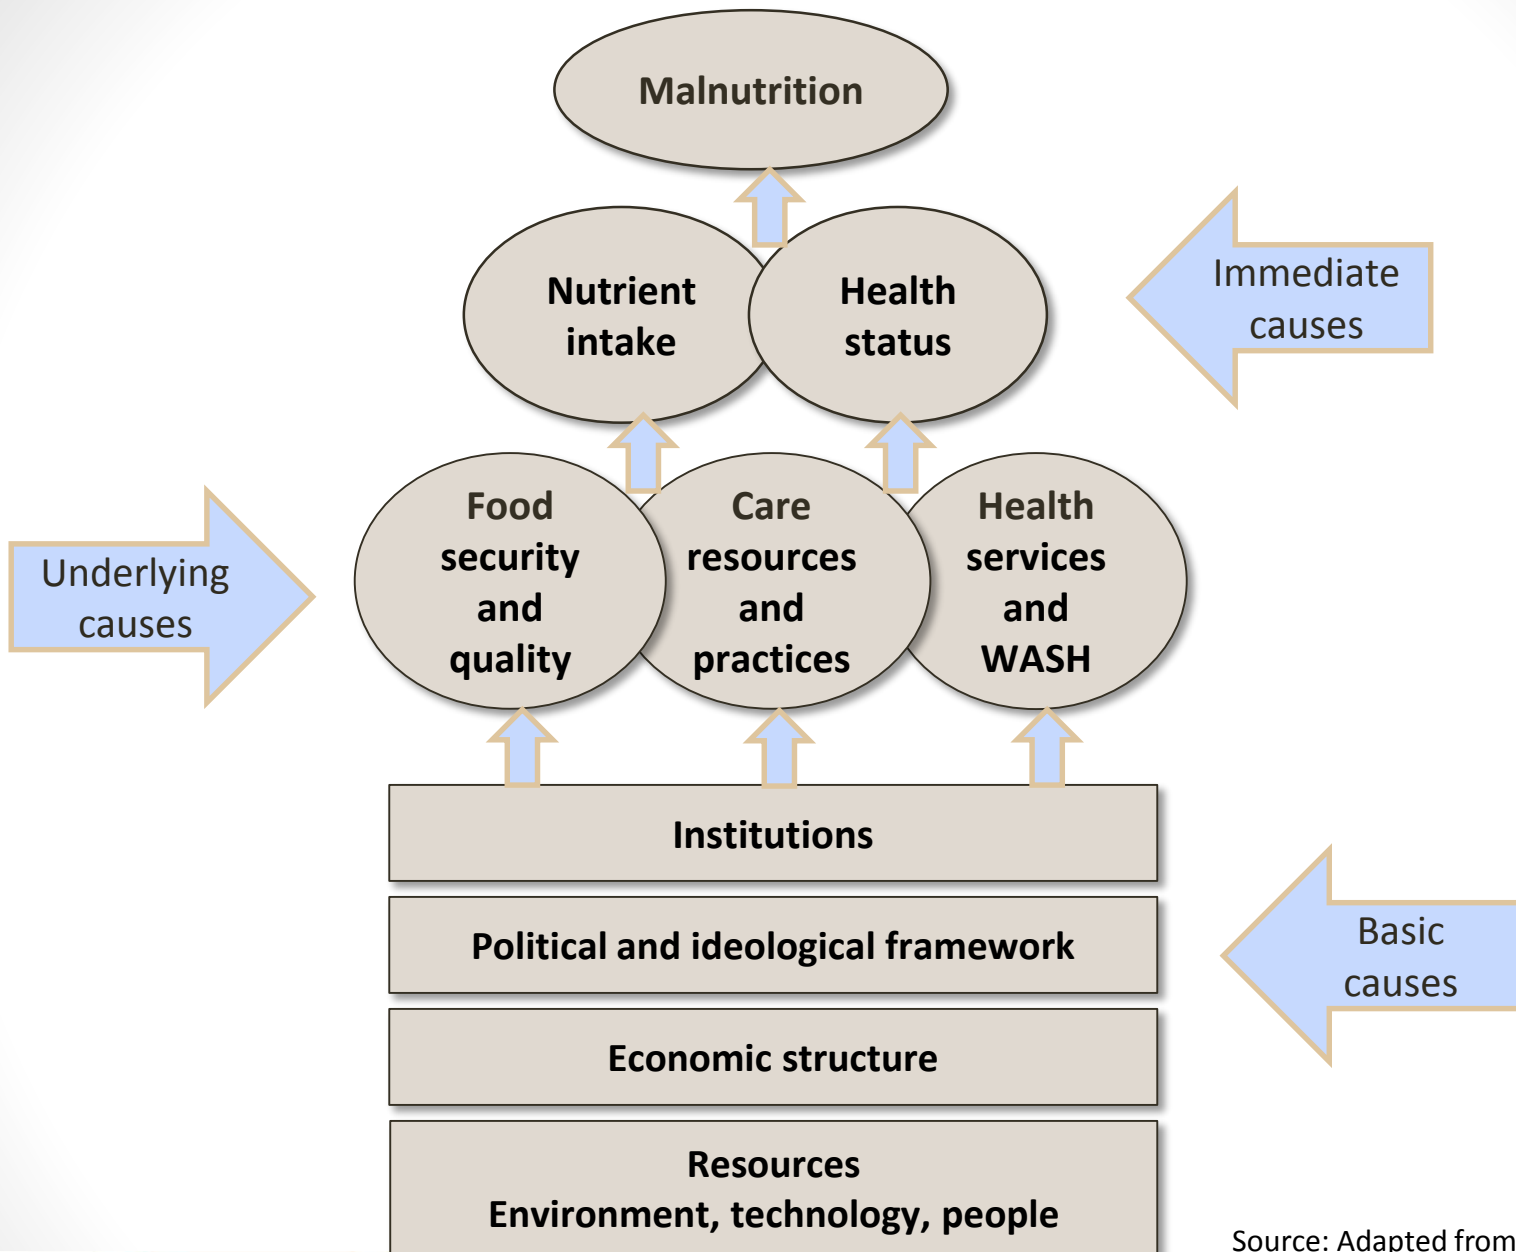 Malnutrition
Nutrient
intake
Health
status
Immediate
causes
Food
security
and
quality
Care
resources
and
practices
Health
services
and
WASH
Underlying
causes
Institutions
Political and ideological framework
Basic
causes
Economic structure
Resources
Environment, technology, people
Source: Adapted from